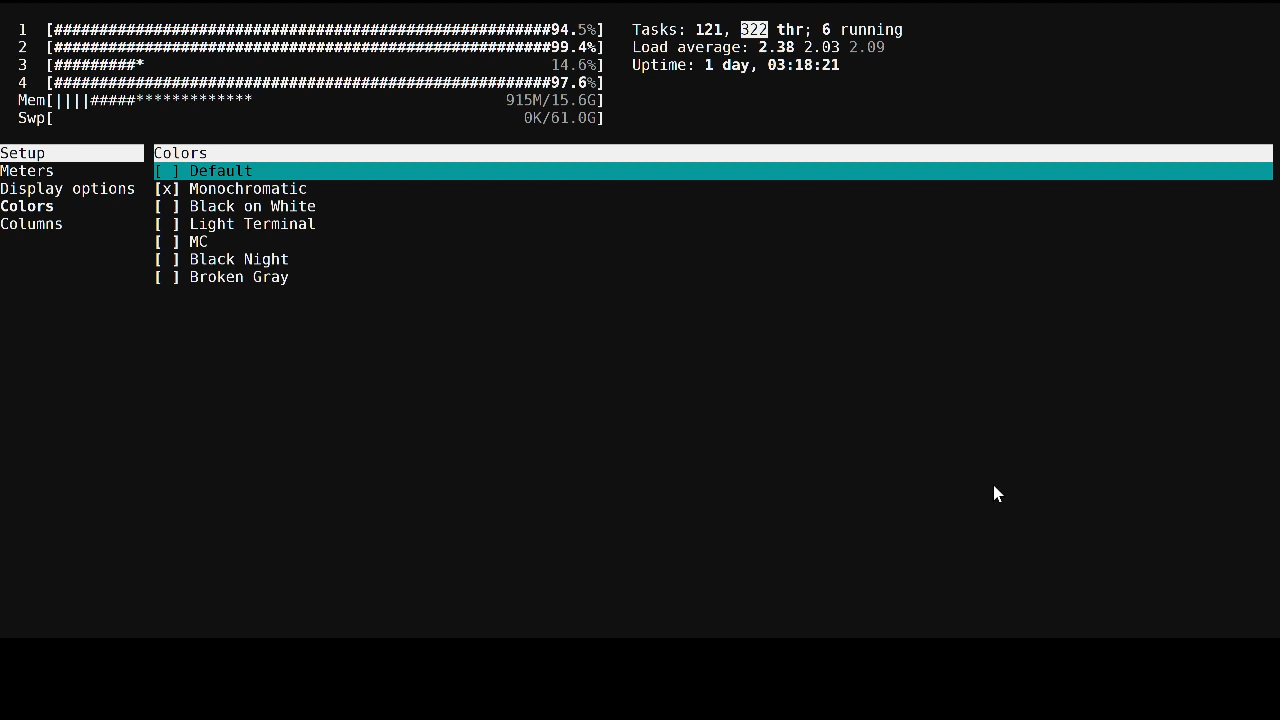 1  [#######################################################94.5%]
2  [#######################################################99.4%]
3  [#########*                                             14.6%]
4  [#######################################################97.6%]
Mem[||||#####*************                            915M/15.6G]
Swp[                                                    0K/61.0G]
Tasks: 121, 322 thr; 6 running
Load average: 2.38 2.03 2.09
Uptime: 1 day, 03:18:21
Setup
Meters
Display options
Colors
Columns
Colors
[ ] Default
[x] Monochromatic
[ ] Black on White
[ ] Light Terminal
[ ] MC
[ ] Black Night
[ ] Broken Gray